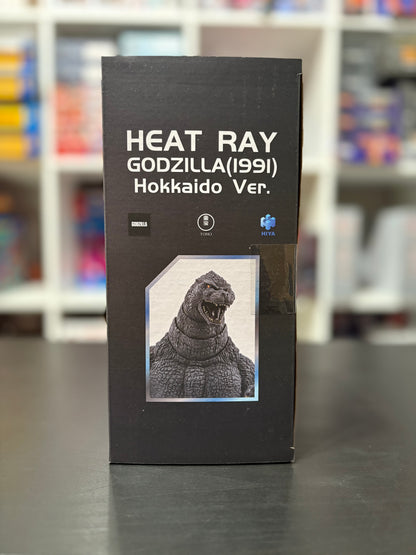 HEAT RAY
GODZILLA(1991)
Hokkaido Ver.
GODZILLA
TOHO
HIYA